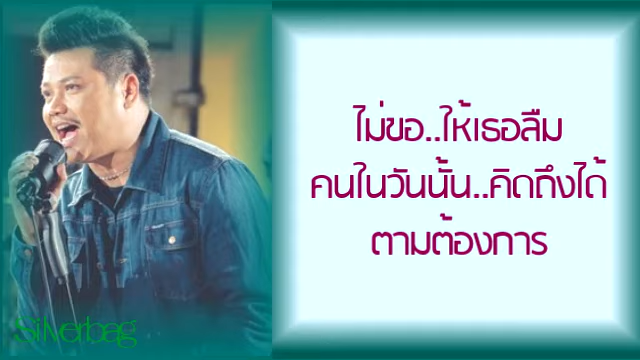 ไม่ขอ..ให้เธอลืม
คนในวันนั้น..คิดถึงได้
ตามต้องการ
Silverbag